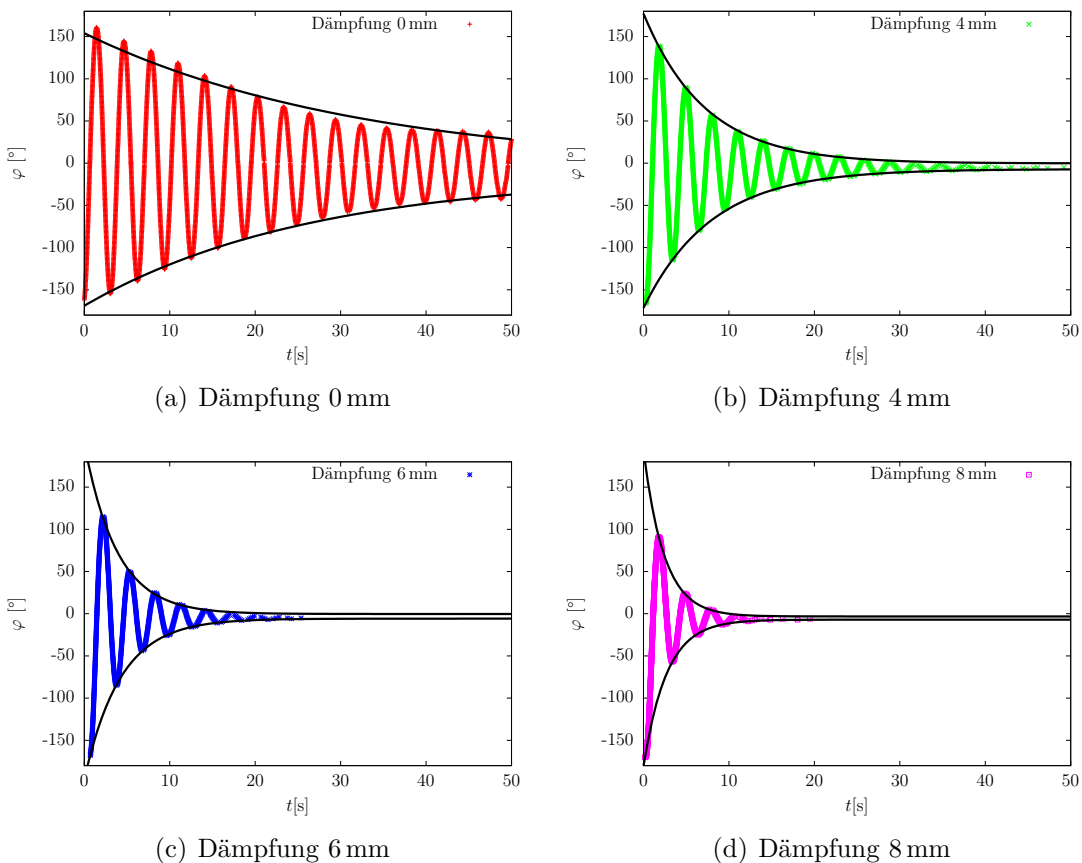 Dämpfung 0 mm
150
100
50
0
-50
-100
-150
φ [°]
0 10 20 30 40 50
t[s]
(a) Dämpfung 0 mm
Dämpfung 4 mm
150
100
50
0
-50
-100
-150
φ [°]
0 10 20 30 40 50
t[s]
(b) Dämpfung 4 mm
Dämpfung 6 mm
150
100
50
0
-50
-100
-150
φ [°]
0 10 20 30 40 50
t[s]
(c) Dämpfung 6 mm
Dämpfung 8 mm
150
100
50
0
-50
-100
-150
φ [°]
0 10 20 30 40 50
t[s]
(d) Dämpfung 8 mm